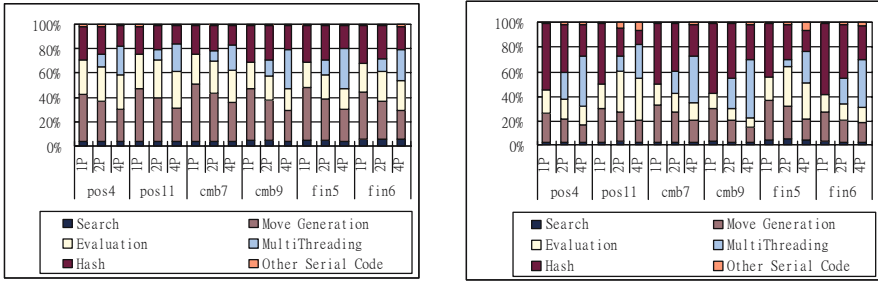 100%
80%
60%
40%
20%
0%
1P 2P 4P 1P 2P 4P 1P 2P 4P 1P 2P 4P 1P 2P 4P 1P 2P 4P
pos4 pos11 cmb7 cmb9 fin5 fin6
Search Move Generation
Evaluation MultiThreading
Hash Other Serial Code
100%
80%
60%
40%
20%
0%
1P 2P 4P 1P 2P 4P 1P 2P 4P 1P 2P 4P 1P 2P 4P 1P 2P 4P
pos4 pos11 cmb7 cmb9 fin5 fin6
Search Move Generation
Evaluation MultiThreading
Hash Other Serial Code